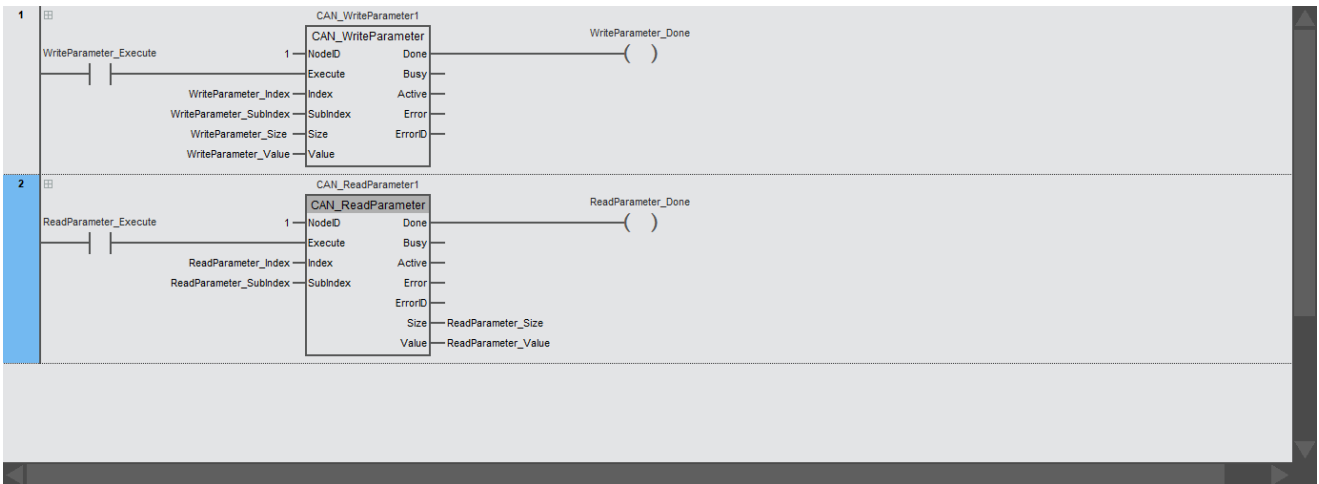 1
CAN_WriteParameter1
CAN_WriteParameter
WriteParameter_Done
WriteParameter_Execute
1 NodeID Done
Execute Busy
WriteParameter_Index Index Active
WriteParameter_SubIndex SubIndex Error
WriteParameter_Size Size ErrorID
WriteParameter_Value Value
2
CAN_ReadParameter1
CAN_ReadParameter
ReadParameter_Done
ReadParameter_Execute
1 NodeID Done
Execute Busy
ReadParameter_Index Index Active
ReadParameter_SubIndex SubIndex Error
ErrorID
Size ReadParameter_Size
Value ReadParameter_Value